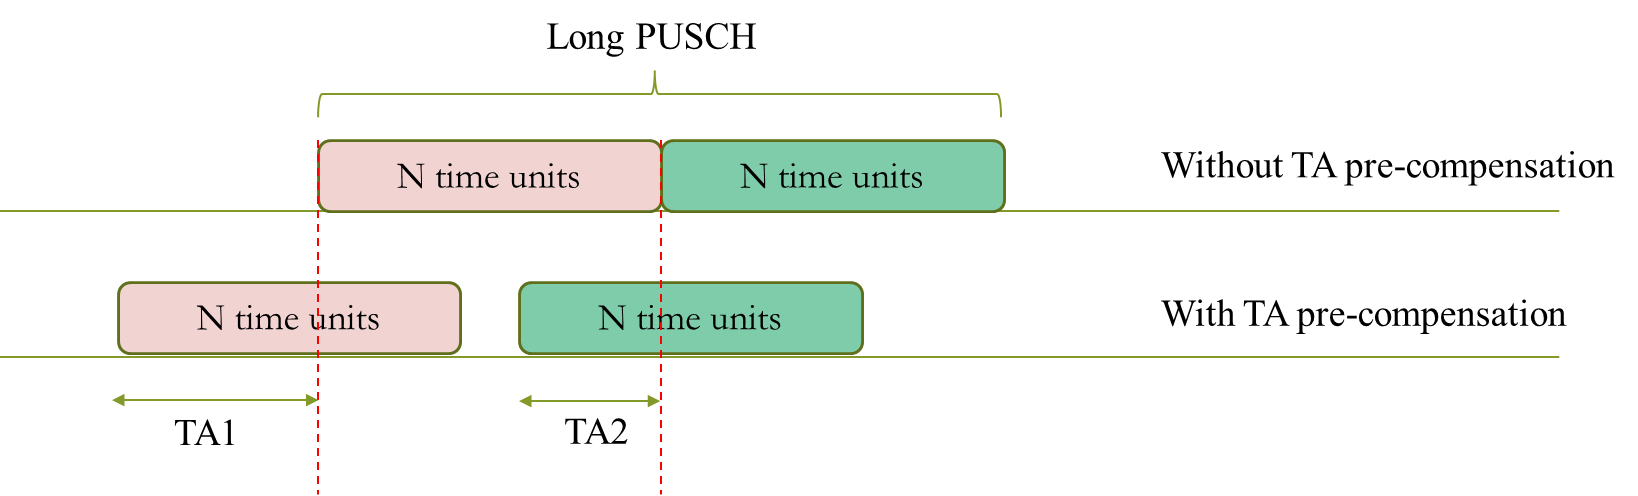 Long PUSCH
N time units
N time units
Without TA pre-compensation
N time units
N time units
With TA pre-compensation
TA1
TA2